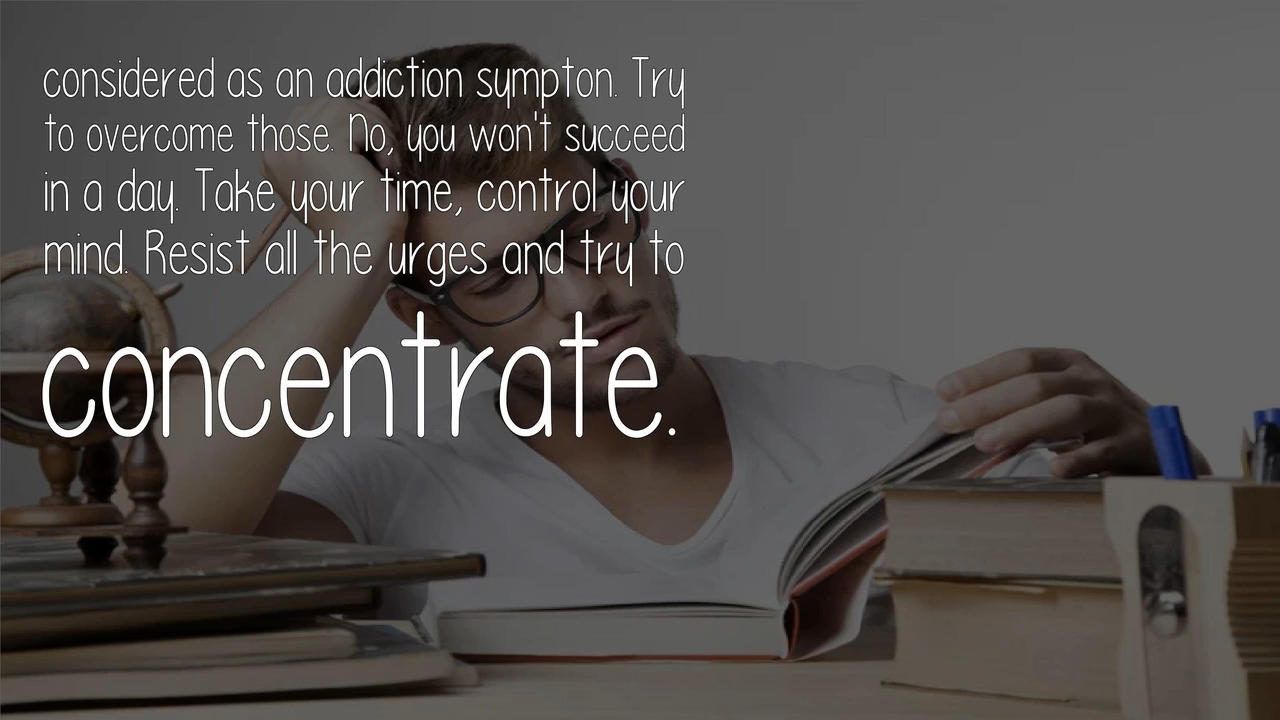 considered as an addiction sympton. Try
to overcome those. No, you won't succeed
in a day. Take your time, control your
mind. Resist all the urges and try to
concentrate.